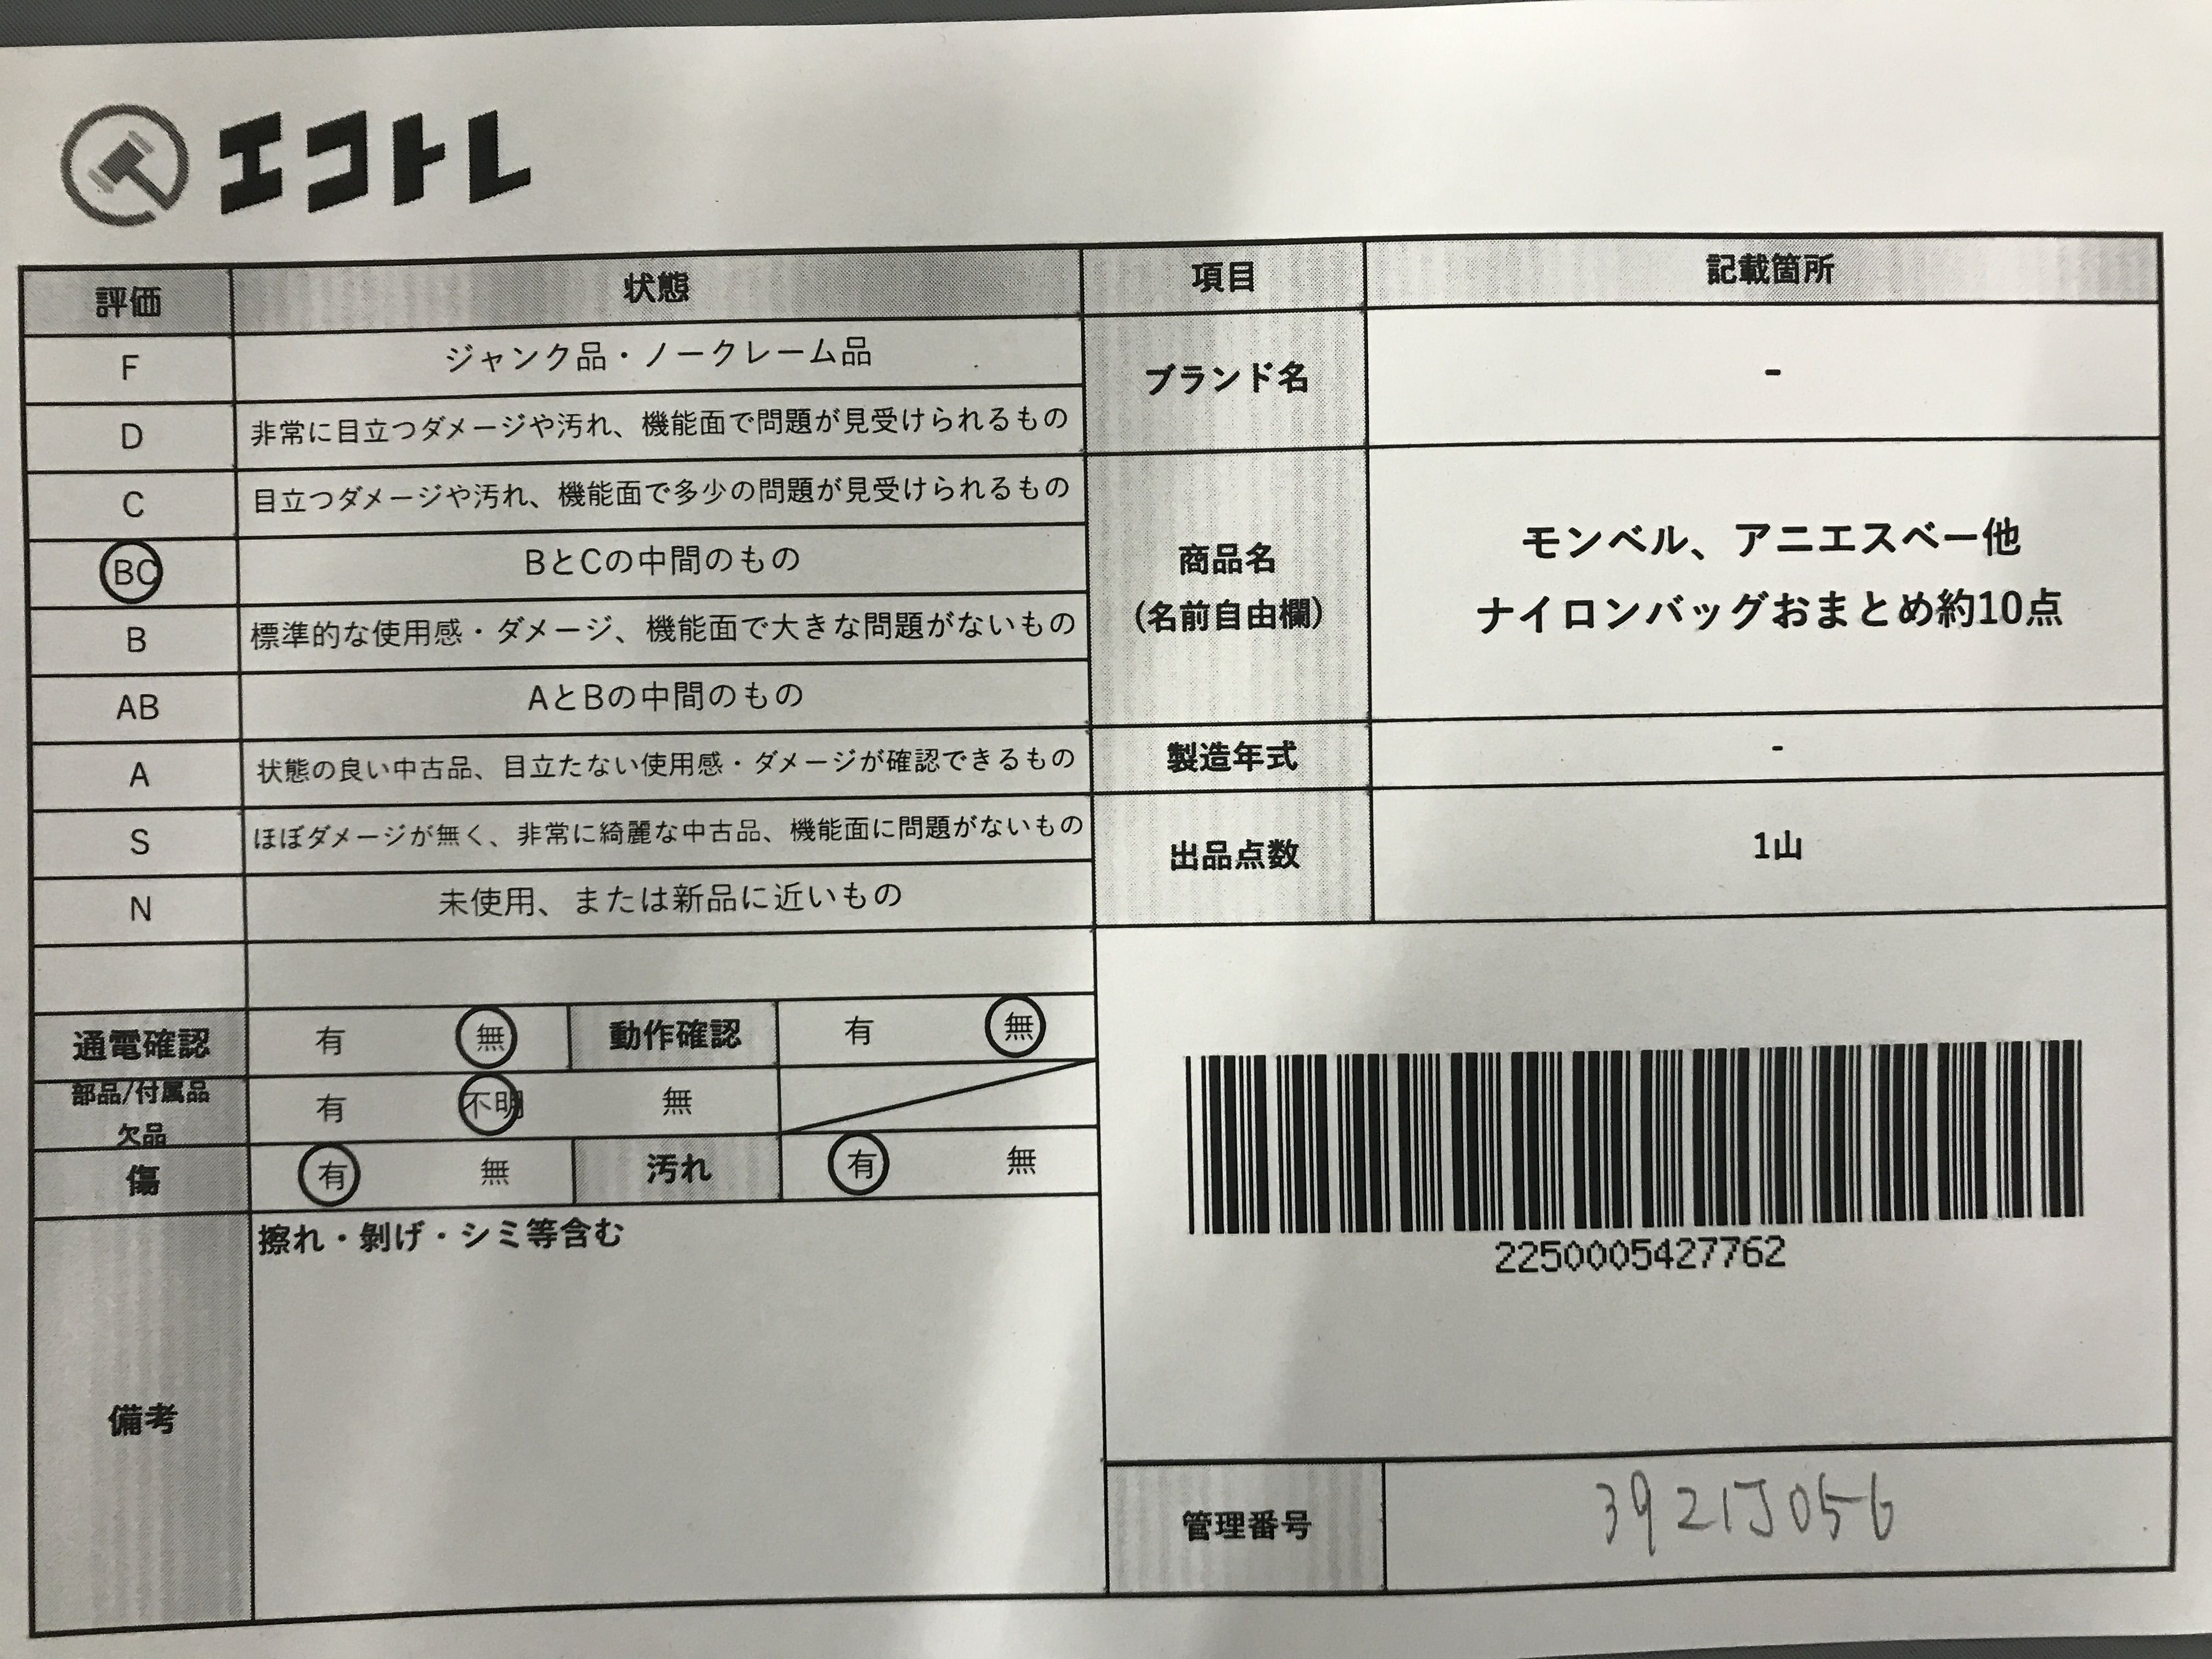 エコトレ
評価 状態 項目 記載箇所
F ジャンク品・ノークレーム品
D 非常に目立つダメージや汚れ、機能面で問題が見受けられるもの
ブランド名 -
C 目立つダメージや汚れ、機能面で多少の問題が見受けられるもの
BC BとCの中間のもの
B 標準的な使用感・ダメージ、機能面で大きな問題がないもの
AB AとBの中間のもの
商品名
(名前自由欄)
モンベル、アニエスベー他
ナイロンバッグおまとめ約10点
A 状態の良い中古品、目立たない使用感・ダメージが確認できるもの
製造年式 -
S ほぼダメージが無く、非常に綺麗な中古品、機能面に問題がないもの
出品点数 1山
N 未使用、または新品に近いもの
通電確認 有 無 動作確認 有 無
部品/付属品
欠品
有 不明 無
傷 有 無 汚れ 有 無
備考
擦れ・剝げ・シミ等含む
2250005427762
管理番号 3921J056